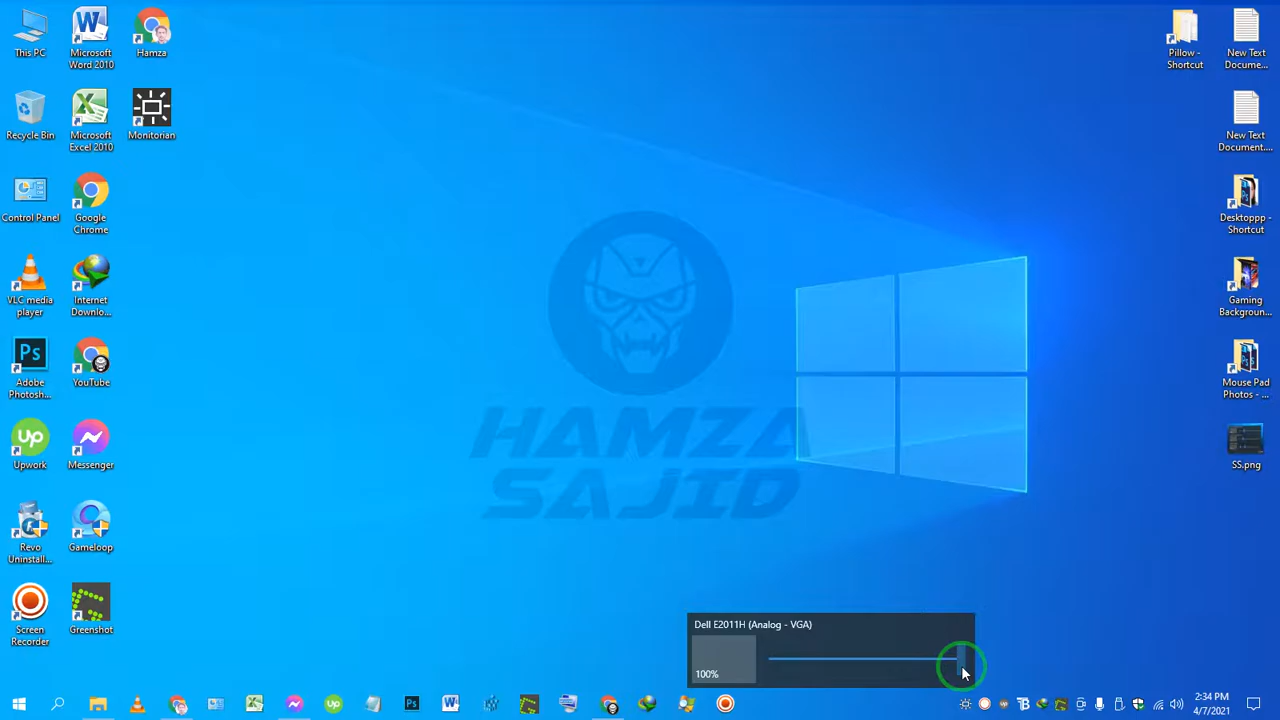 This PC
Microsoft
Word 2010
Hamza
Recycle Bin
Microsoft
Excel 2010
Monitorian
Control Panel
Google
Chrome
VLC media
player
Internet
Downlo...
Ps
Adobe
Photosh...
YouTube
Up
Upwork
Messenger
Revo
Uninstall...
Gameloop
Screen
Recorder
Greenshot
Pillow -
Shortcut
New Text
Docume...
New Text
Document....
Desktoppp -
Shortcut
Gaming
Backgroun...
Mouse Pad
Photos - ...
SS.png
HAMZA
SAJID
Dell E2011H (Analog - VGA)
100%
2:34 PM
4/7/2021